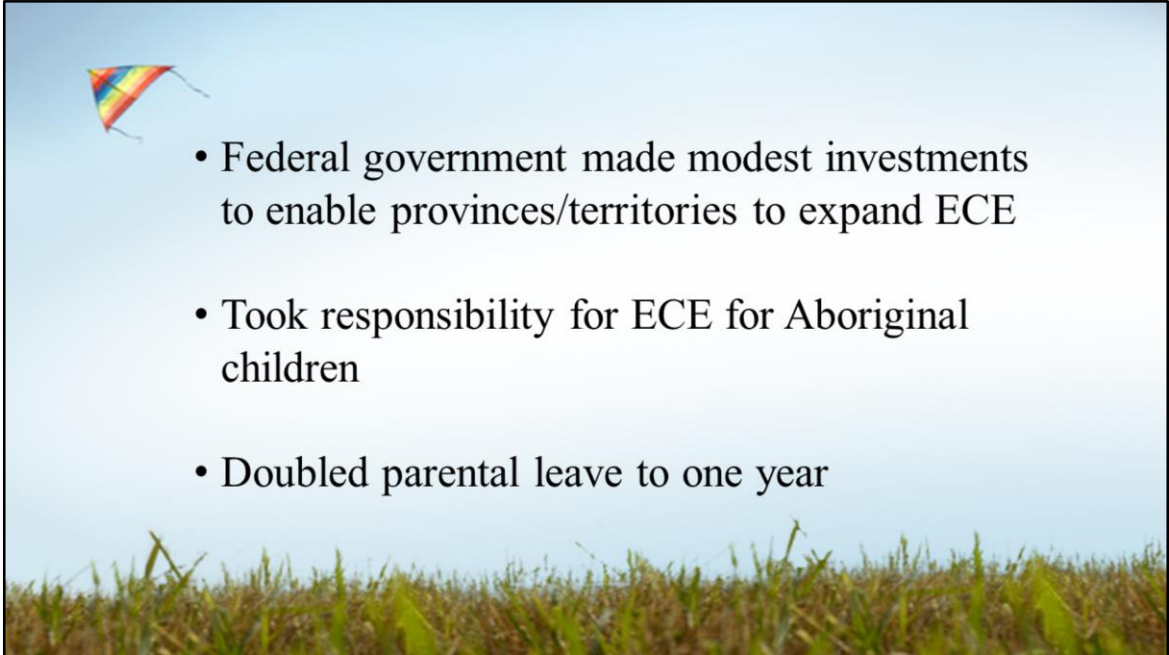 • Federal government made modest investments
to enable provinces/territories to expand ECE
• Took responsibility for ECE for Aboriginal
children
• Doubled parental leave to one year